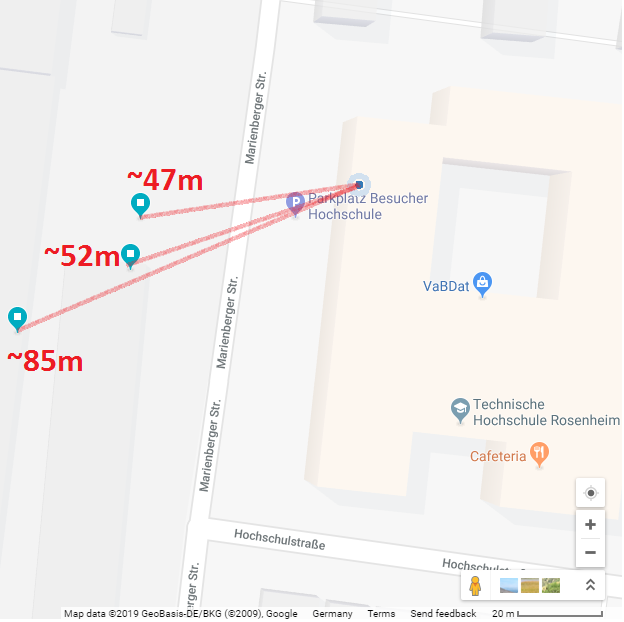 Marienberger Str.
~47m
Parkplatz Besucher
Hochschule
P
~52m
VaBDat
Marienberger Str.
~85m
Technische
Hochschule Rosenheim
Marienberger Str.
Cafeteria
Hochschulstraße
Map data ©2019 GeoBasis-DE/BKG (©2009), Google Germany Terms Send feedback 20 m